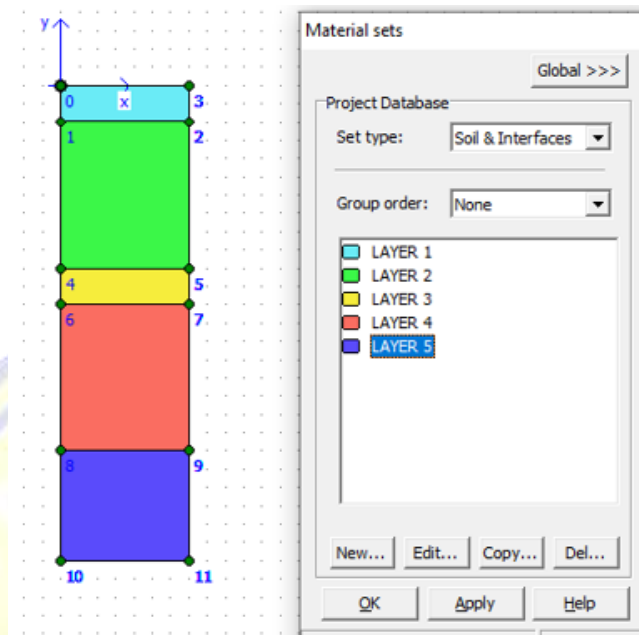 y
0
x
3
1
2
4
5
6
7
8
9
10
11
Material sets
Global >>>
Project Database
Set type: Soil & Interfaces
Group order: None
LAYER 1
LAYER 2
LAYER 3
LAYER 4
LAYER 5
New... Edit... Copy... Del...
OK Apply Help